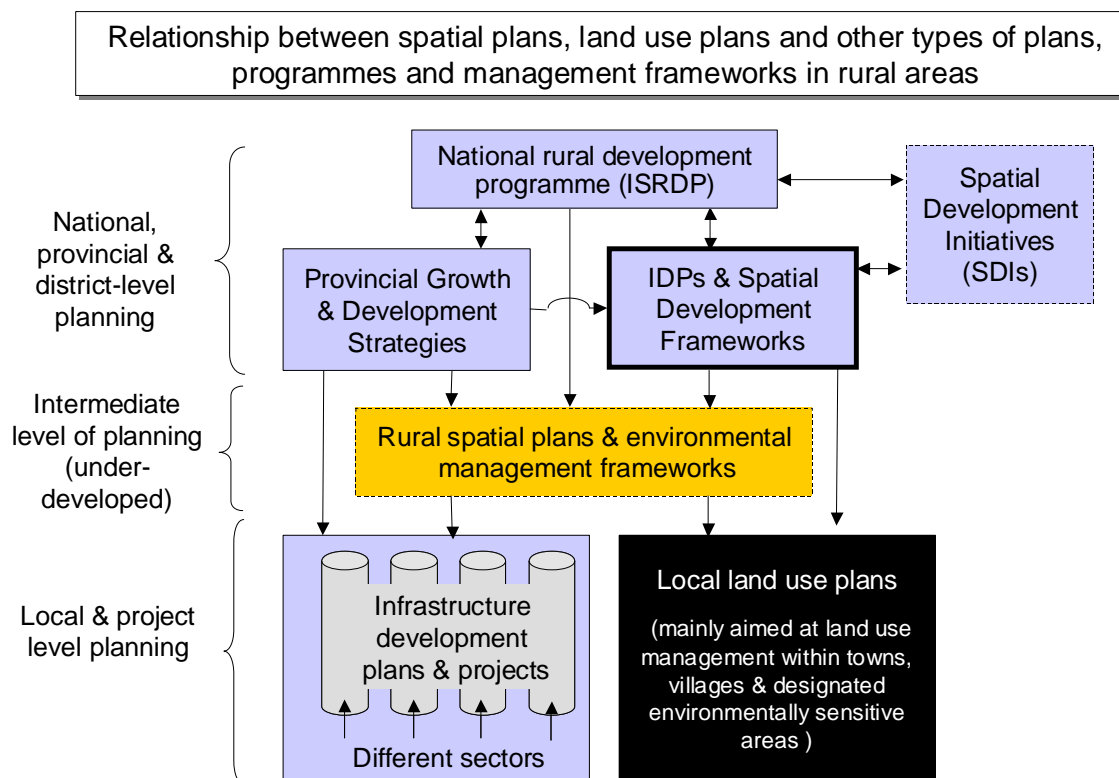 Relationship between spatial plans, land use plans and other types of plans,
programmes and management frameworks in rural areas
National rural development
programme (ISRDP)
Spatial
Development
Initiatives
(SDIs)
National,
provincial &
district-level
planning
Provincial Growth
& Development
Strategies
IDPs & Spatial
Development
Frameworks
Intermediate
level of planning
(under-
developed)
Rural spatial plans & environmental
management frameworks
Local & project
level planning
Infrastructure
development
plans & projects
Different sectors
Local land use plans
(mainly aimed at land use
management within towns,
villages & designated
environmentally sensitive
areas )